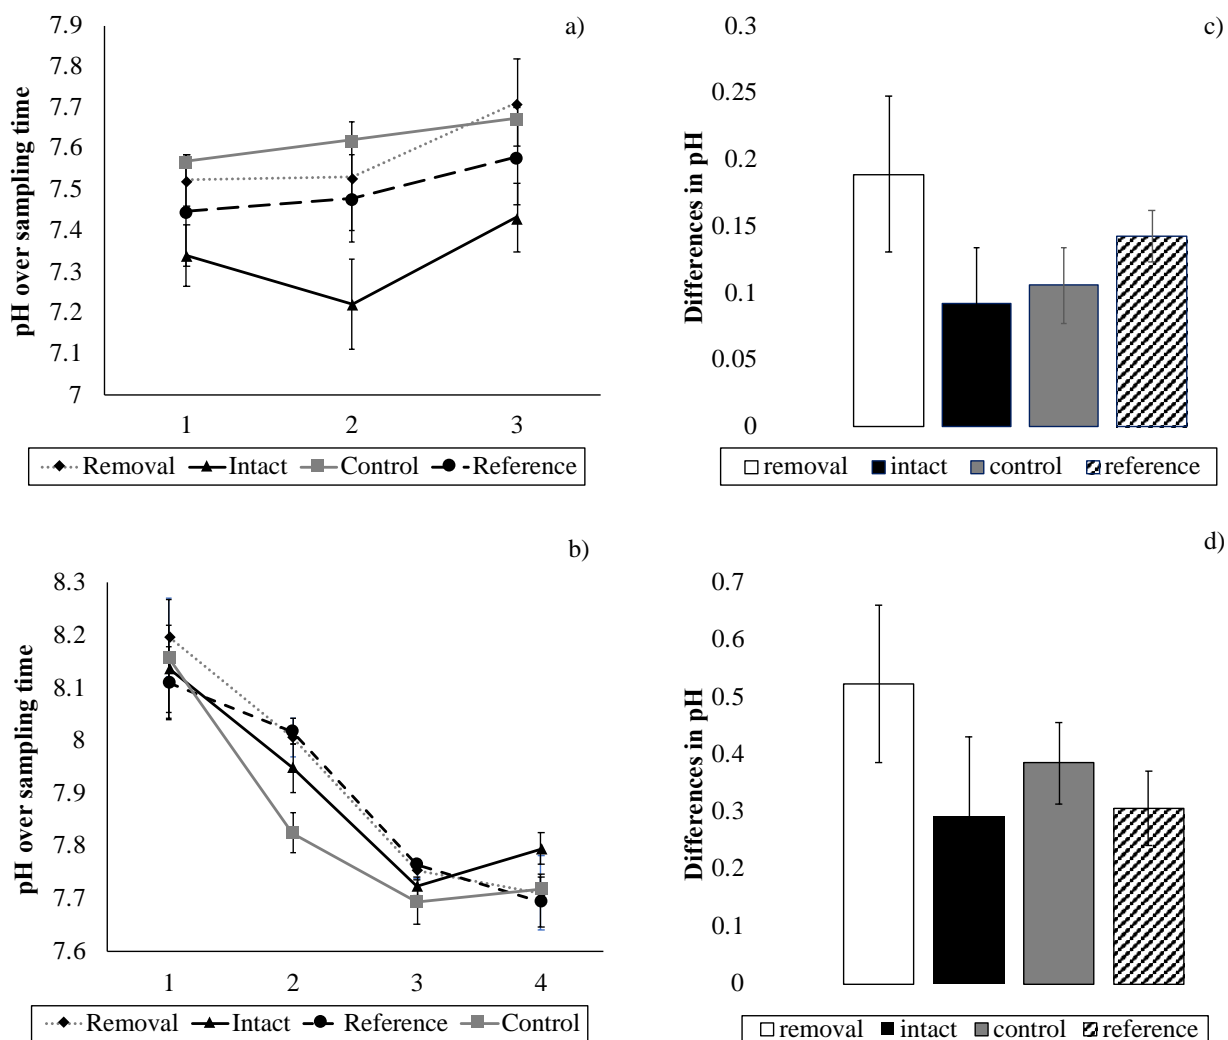 a)
pH over sampling time
7.9
7.8
7.7
7.6
7.5
7.4
7.3
7.2
7.1
7
1 2 3
Removal Intact Control Reference
c)
Differences in pH
0.3
0.25
0.2
0.15
0.1
0.05
0
removal intact control reference
b)
pH over sampling time
8.3
8.2
8.1
8
7.9
7.8
7.7
7.6
1 2 3 4
Removal Intact Reference Control
d)
Differences in pH
0.7
0.6
0.5
0.4
0.3
0.2
0.1
0
removal intact control reference